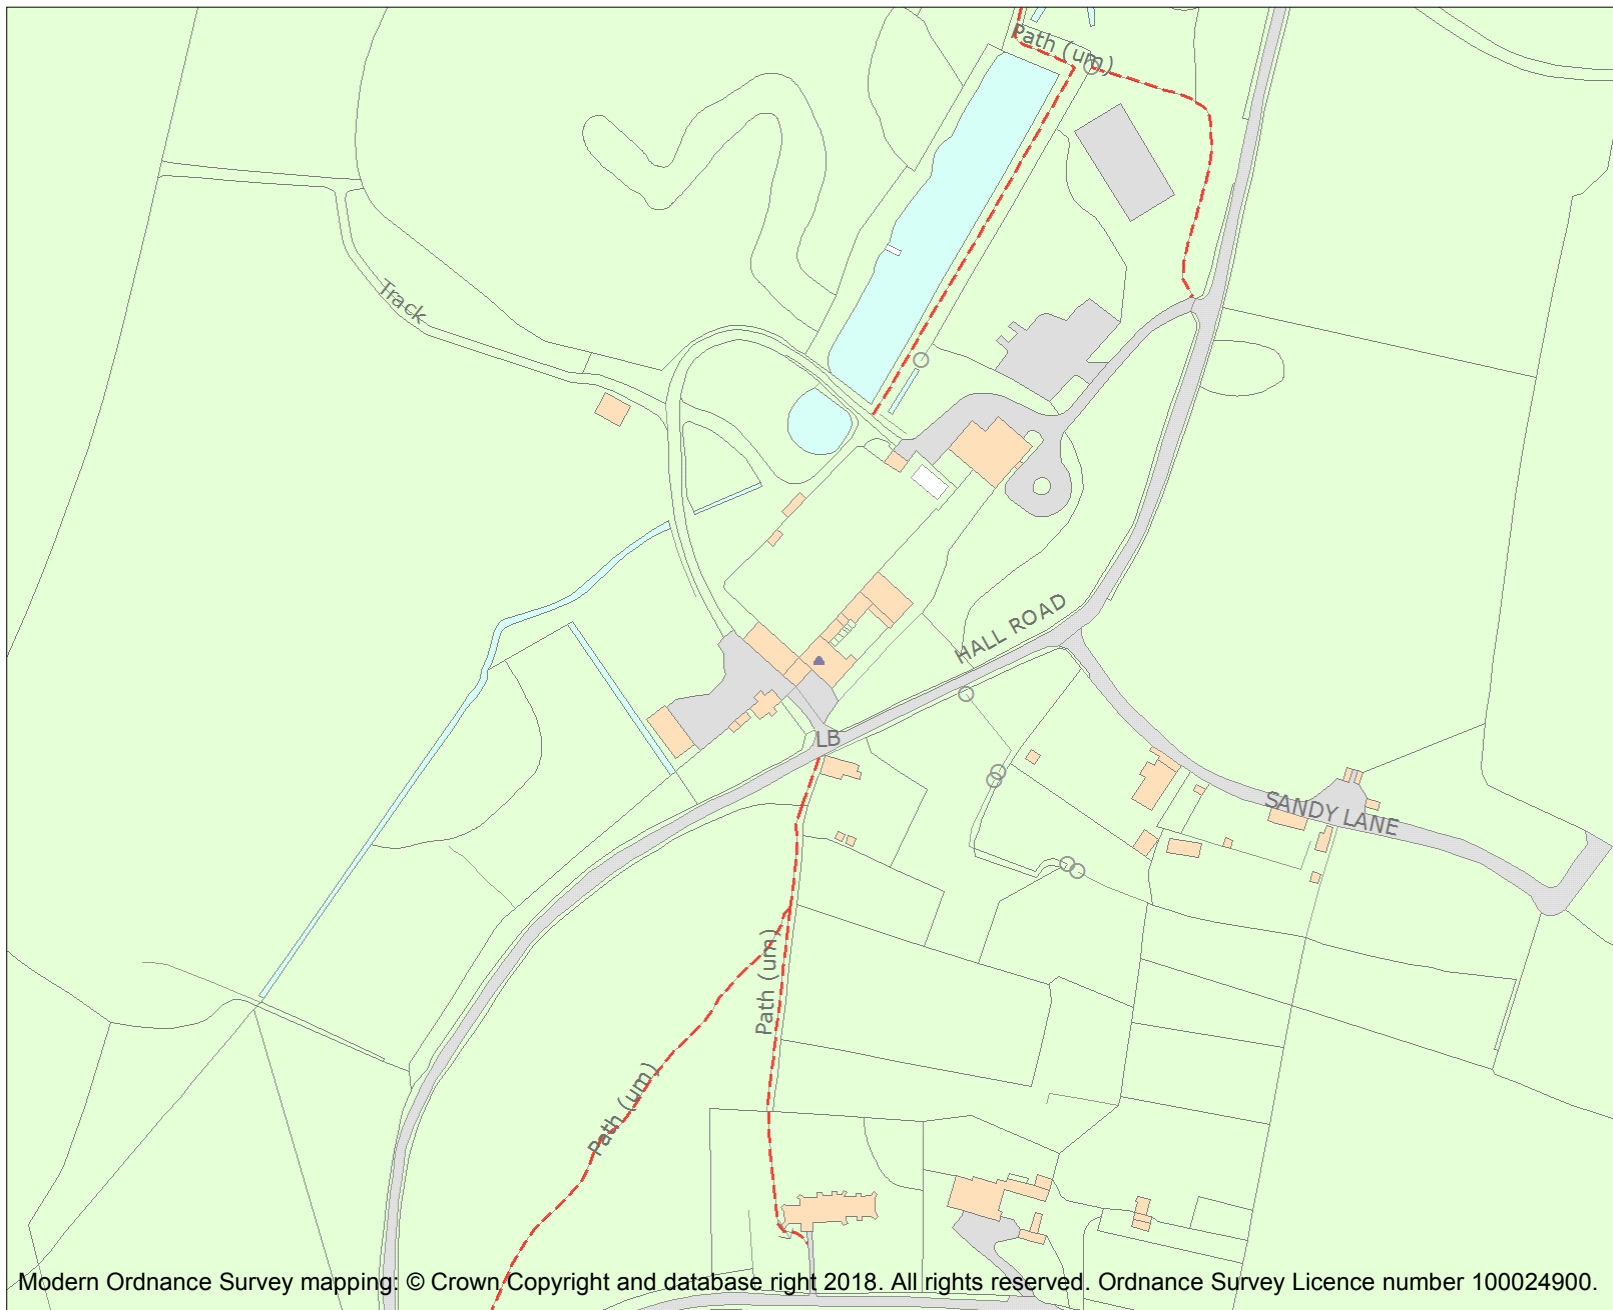 Path (um)
Track
HALL ROAD
LB
SANDY LANE
Path (um)
Path (um)
Modern Ordnance Survey mapping: © Crown Copyright and database right 2018. All rights reserved. Ordnance Survey Licence number 100024900.